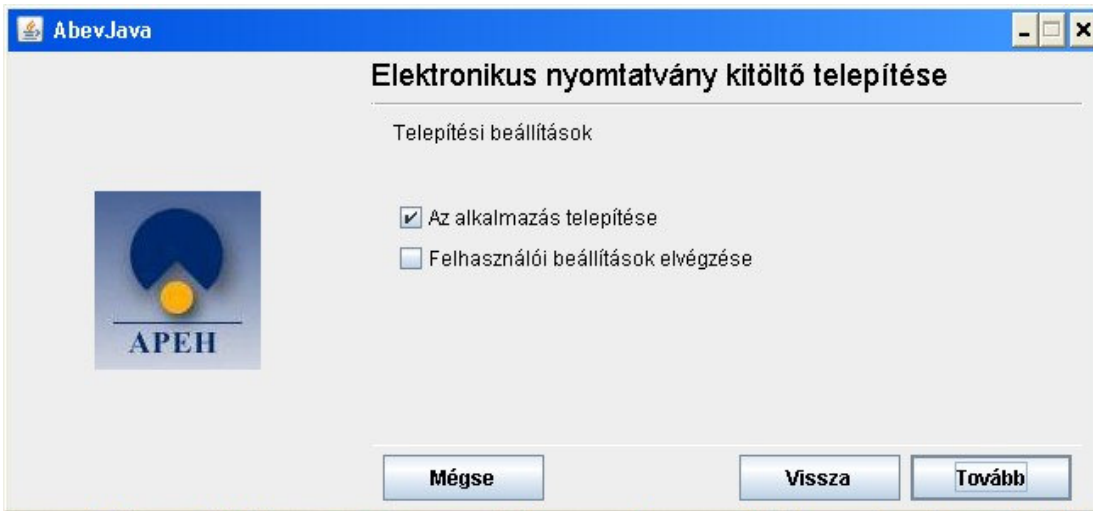 AbevJava
Elektronikus nyomtatvány kitöltő telepítése
Telepítési beállítások
Az alkalmazás telepítése
Felhasználói beállítások elvégzése
APEH
Mégse
Vissza
Tovább